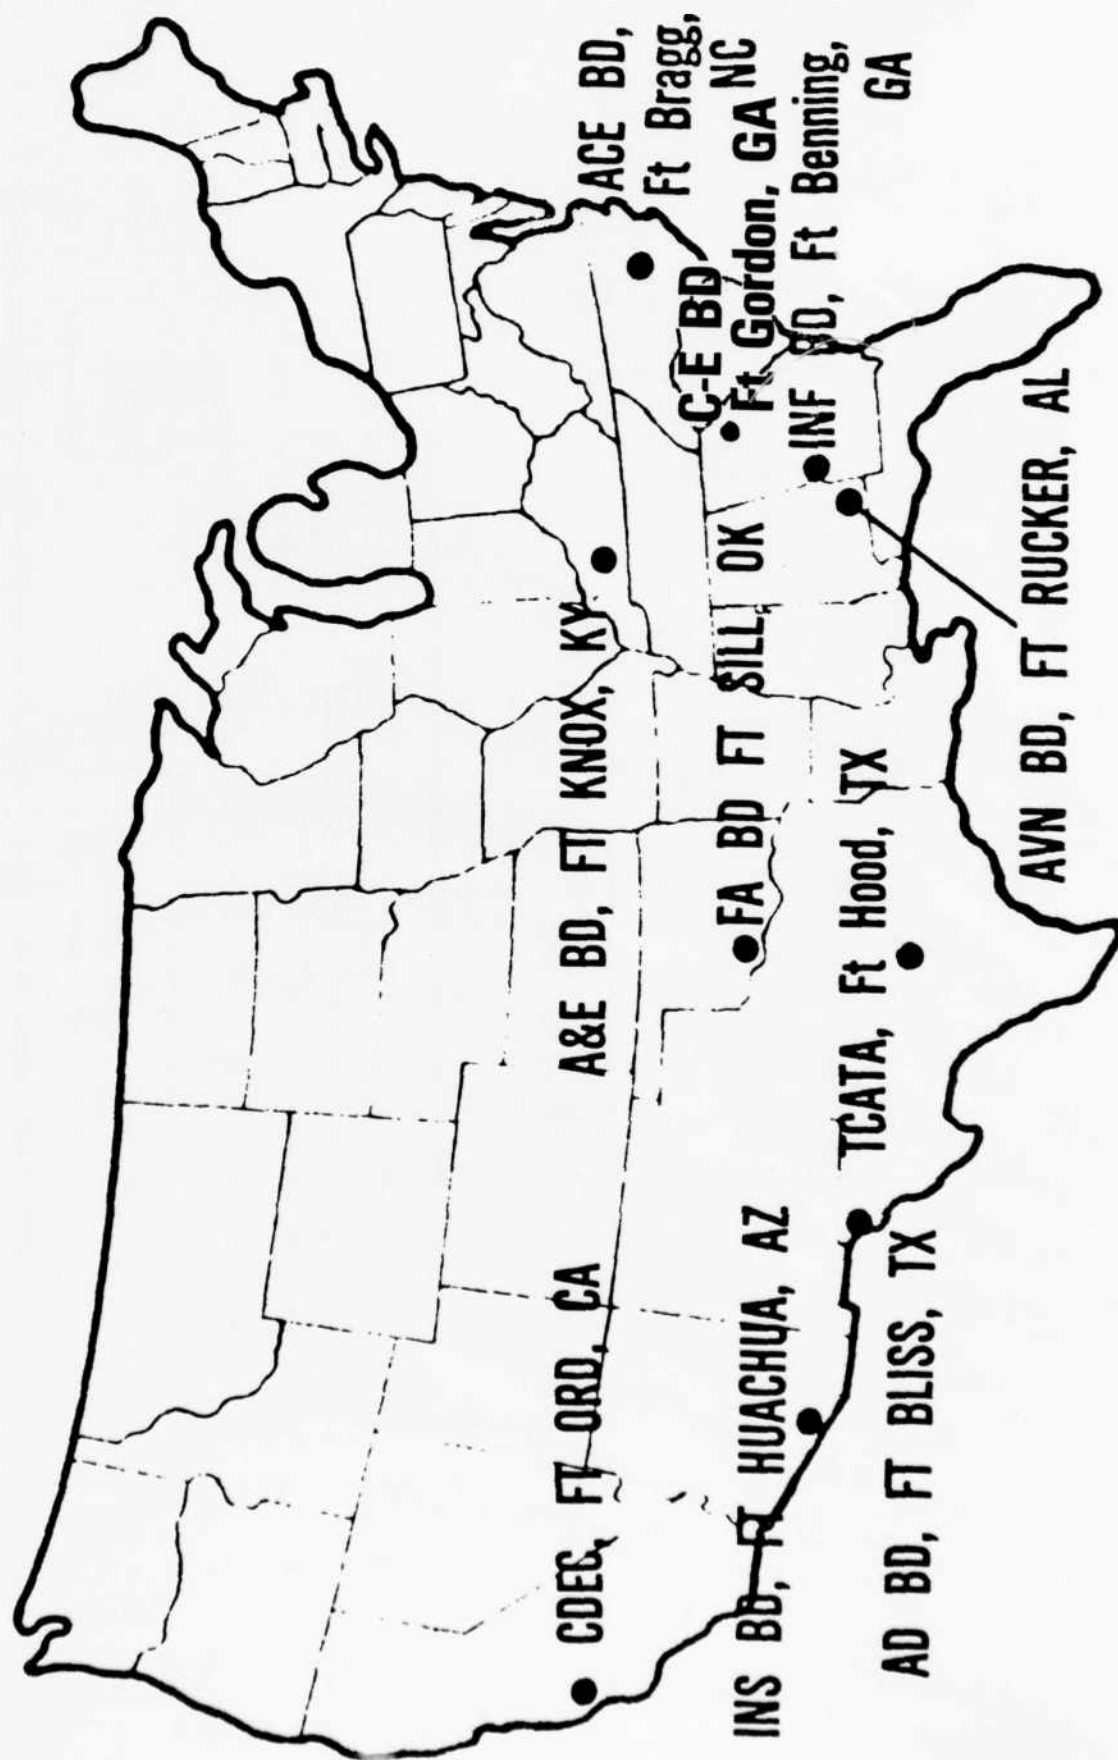 CDEC, FT ORD, CA
A&E BD, FT KNOX, KY
ACE BD,
Ft Bragg,
NC
C-E BD
Ft Gordon, GA
INF BD, Ft Benning,
GA
FA BD FT SILL, OK
INS BD, FT HUACHUA, AZ
TCATA, Ft Hood, TX
AD BD, FT BLISS, TX
AWN BD, FT RUCKER, AL